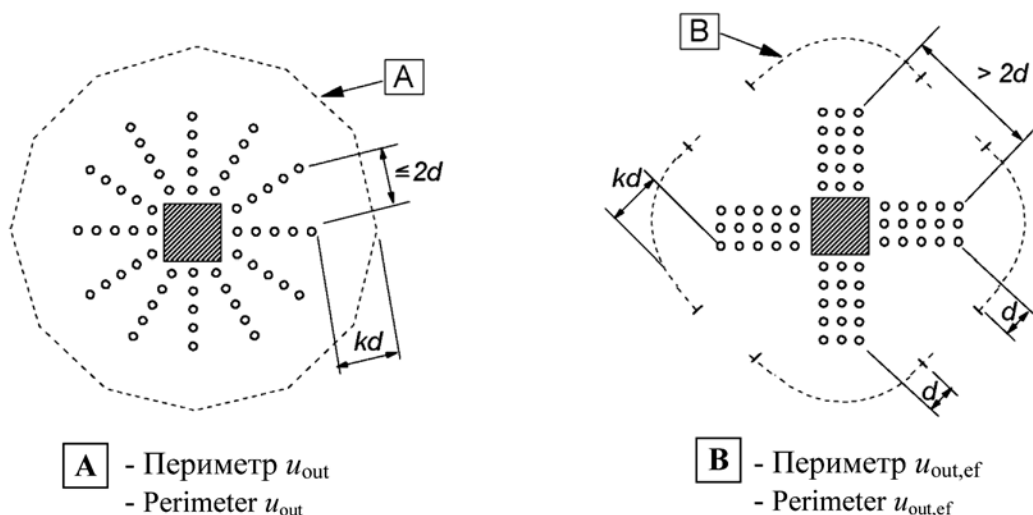 A
≤2d
kd
B
> 2d
kd
d
d
A - Периметр uout
- Perimeter uout
B - Периметр uout,ef
- Perimeter uout,ef